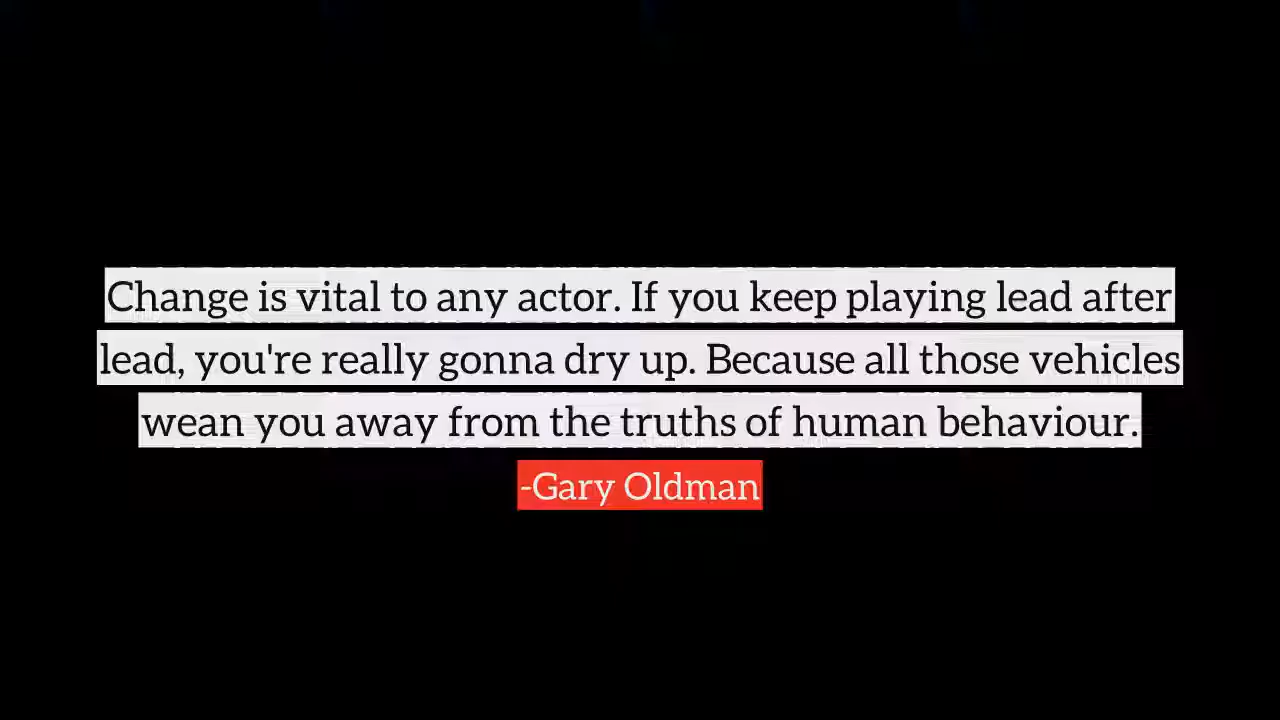 Change is vital to any actor. If you keep playing lead after
lead, you're really gonna dry up. Because all those vehicles
wean you away from the truths of human behaviour.
-Gary Oldman